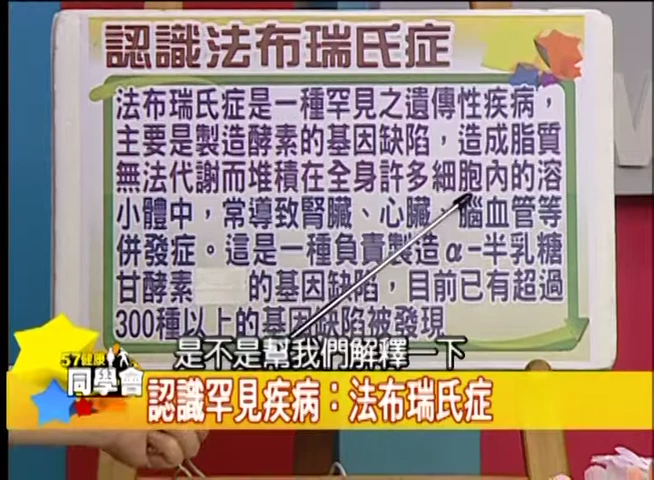 認識法布瑞氏症
法布瑞氏症是一種罕見之遺傳性疾病，
主要是製造酵素的基因缺陷，造成脂質
無法代謝而堆積在全身許多細胞內的溶
小體中，常導致腎臟、心臟、腦血管等
併發症。這是一種負責製造α-半乳糖
甘酵素 的基因缺陷，目前已有超過
300種以上的基因缺陷被發現
是不是幫我們解釋一下
57健康
同學會
認識罕見疾病：法布瑞氏症